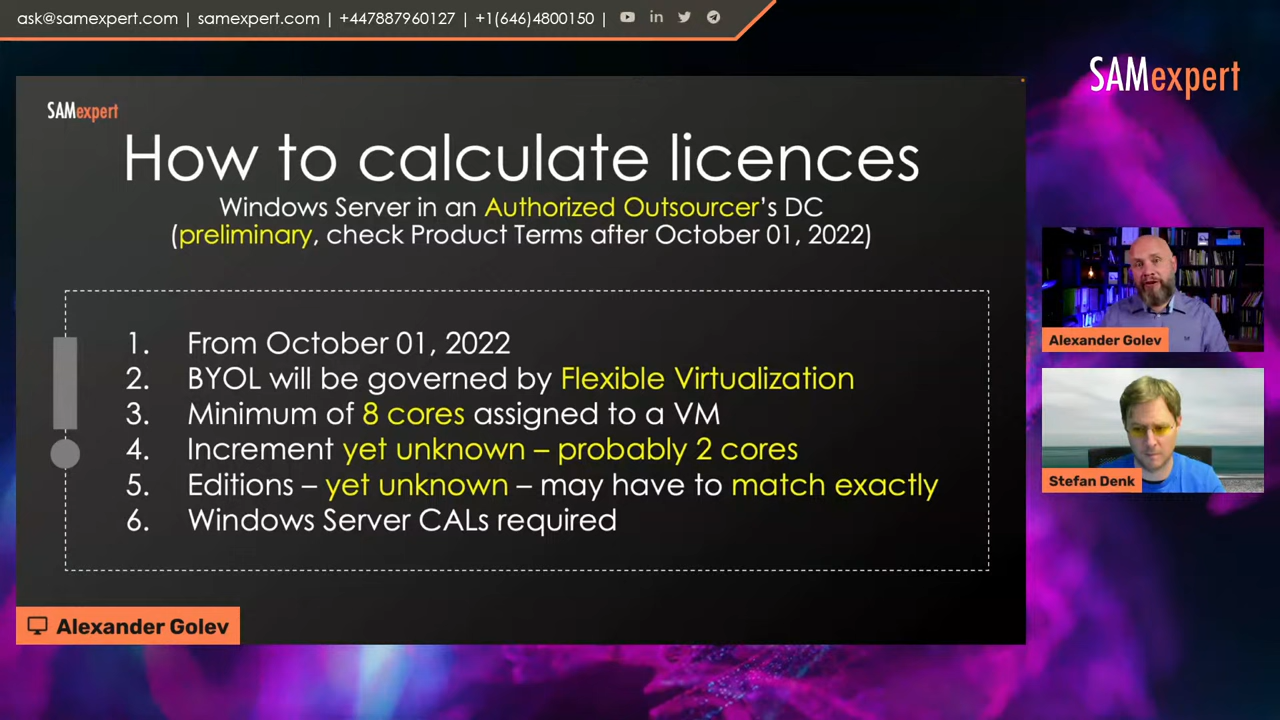 ask@samexpert.com | samexpert.com | +447887960127 | +1(646)4800150 |
SAMexpert
SAMexpert
How to calculate licences
Windows Server in an Authorized Outsourcer’s DC
(preliminary, check Product Terms after October 01, 2022)
1. From October 01, 2022
2. BYOL will be governed by Flexible Virtualization
3. Minimum of 8 cores assigned to a VM
4. Increment yet unknown – probably 2 cores
5. Editions – yet unknown – may have to match exactly
6. Windows Server CALs required
Alexander Golev
Stefan Denk
Alexander Golev